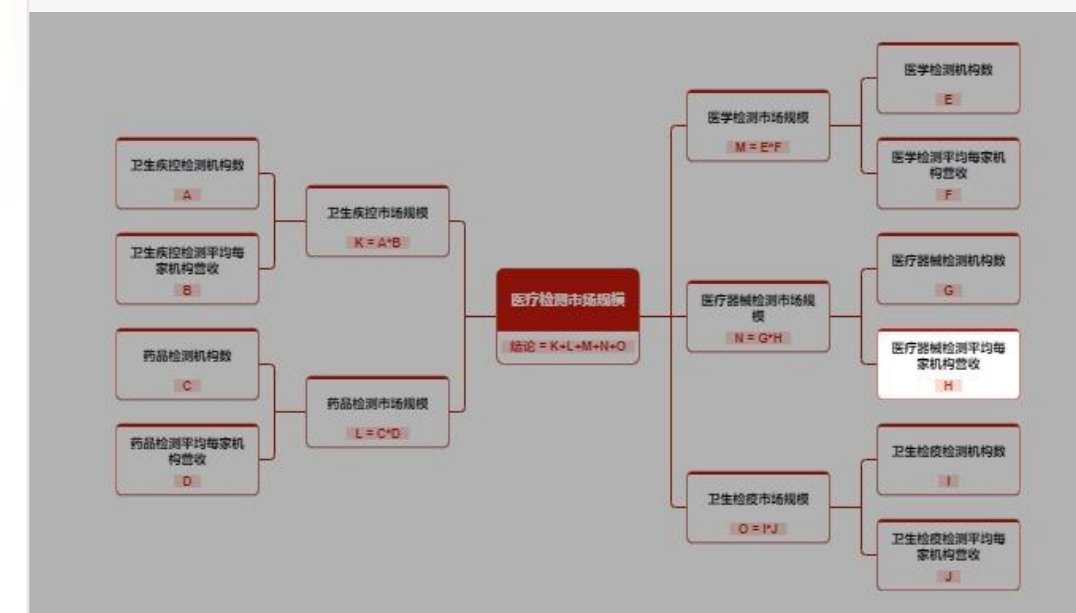 卫生疾控检测机构数
A
卫生疾控检测平均每
家机构营收
B
药品检测机构数
C
药品检测平均每家机
构营收
D
卫生疾控市场规模
K = A*B
药品检测市场规模
L = C*D
医疗检测市场规模
结论 = K+L+M+N+O
医学检测市场规模
M = E*F
医疗器械检测市场规
模
N = G*H
卫生检疫市场规模
O = I*J
医学检测机构数
E
医学检测平均每家机
构营收
F
医疗器械检测机构数
G
医疗器械检测平均每
家机构营收
H
卫生检疫检测机构数
I
卫生检疫检测平均每
家机构营收
J